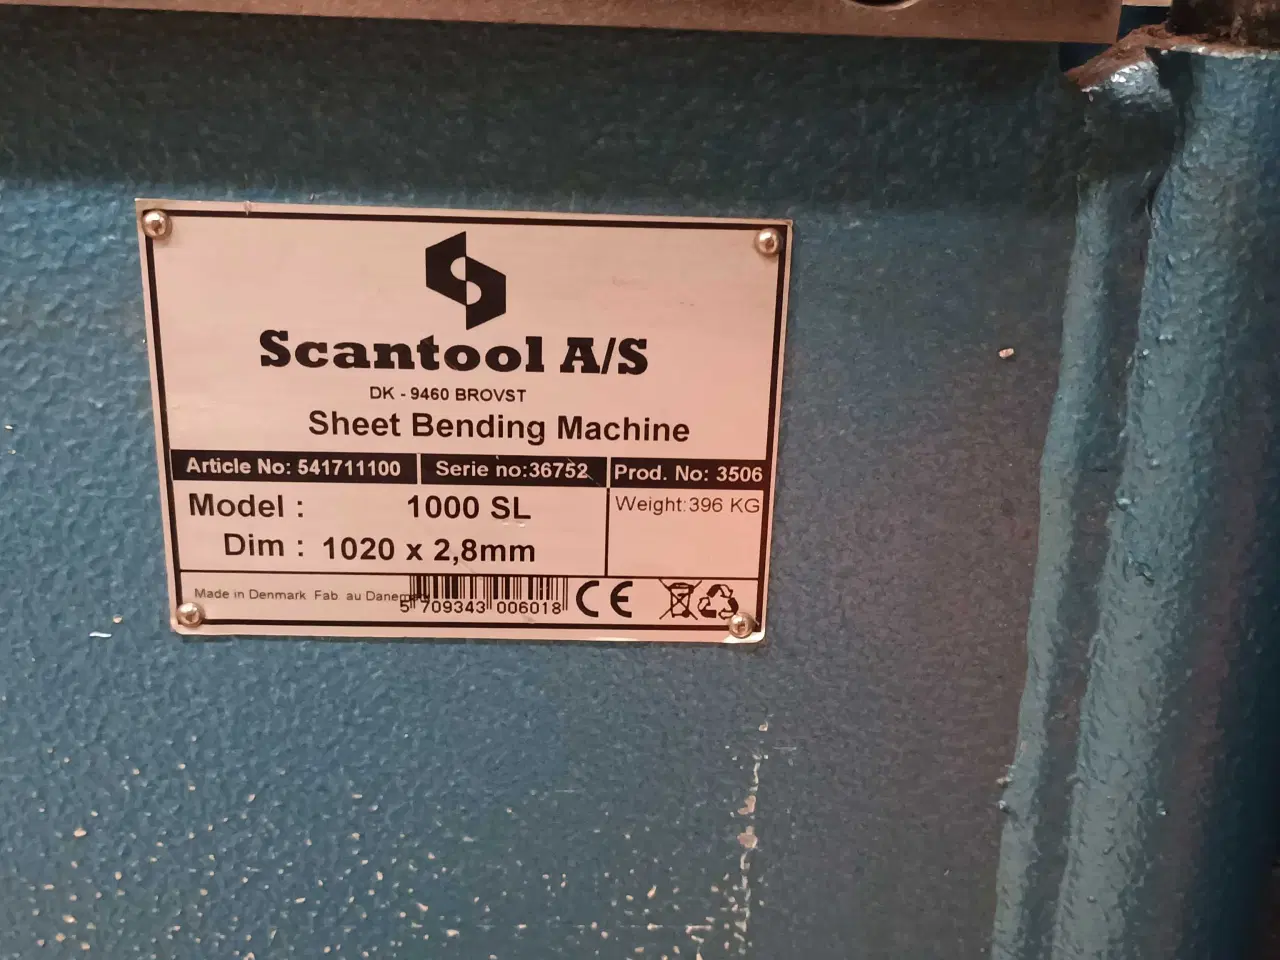 Scantool A/S
DK - 9460 BROVST
Sheet Bending Machine
Article No: 541711100 Serie no:36752 Prod. No: 3506
Model : 1000 SL Weight:396 KG
Dim : 1020 x 2,8mm
Made in Denmark Fab au Danemark
5 709343 006018 CE